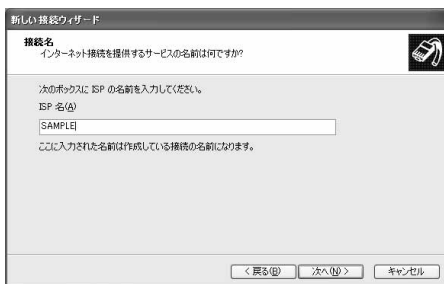 新しい接続ウィザード
接続名
インターネット接続を提供するサービスの名前は何ですか?
次のボックスに ISP の名前を入力してください。
ISP 名(A)
SAMPLE
ここに入力された名前は作成している接続の名前になります。
< 戻る(B) 次へ(N) > キャンセル